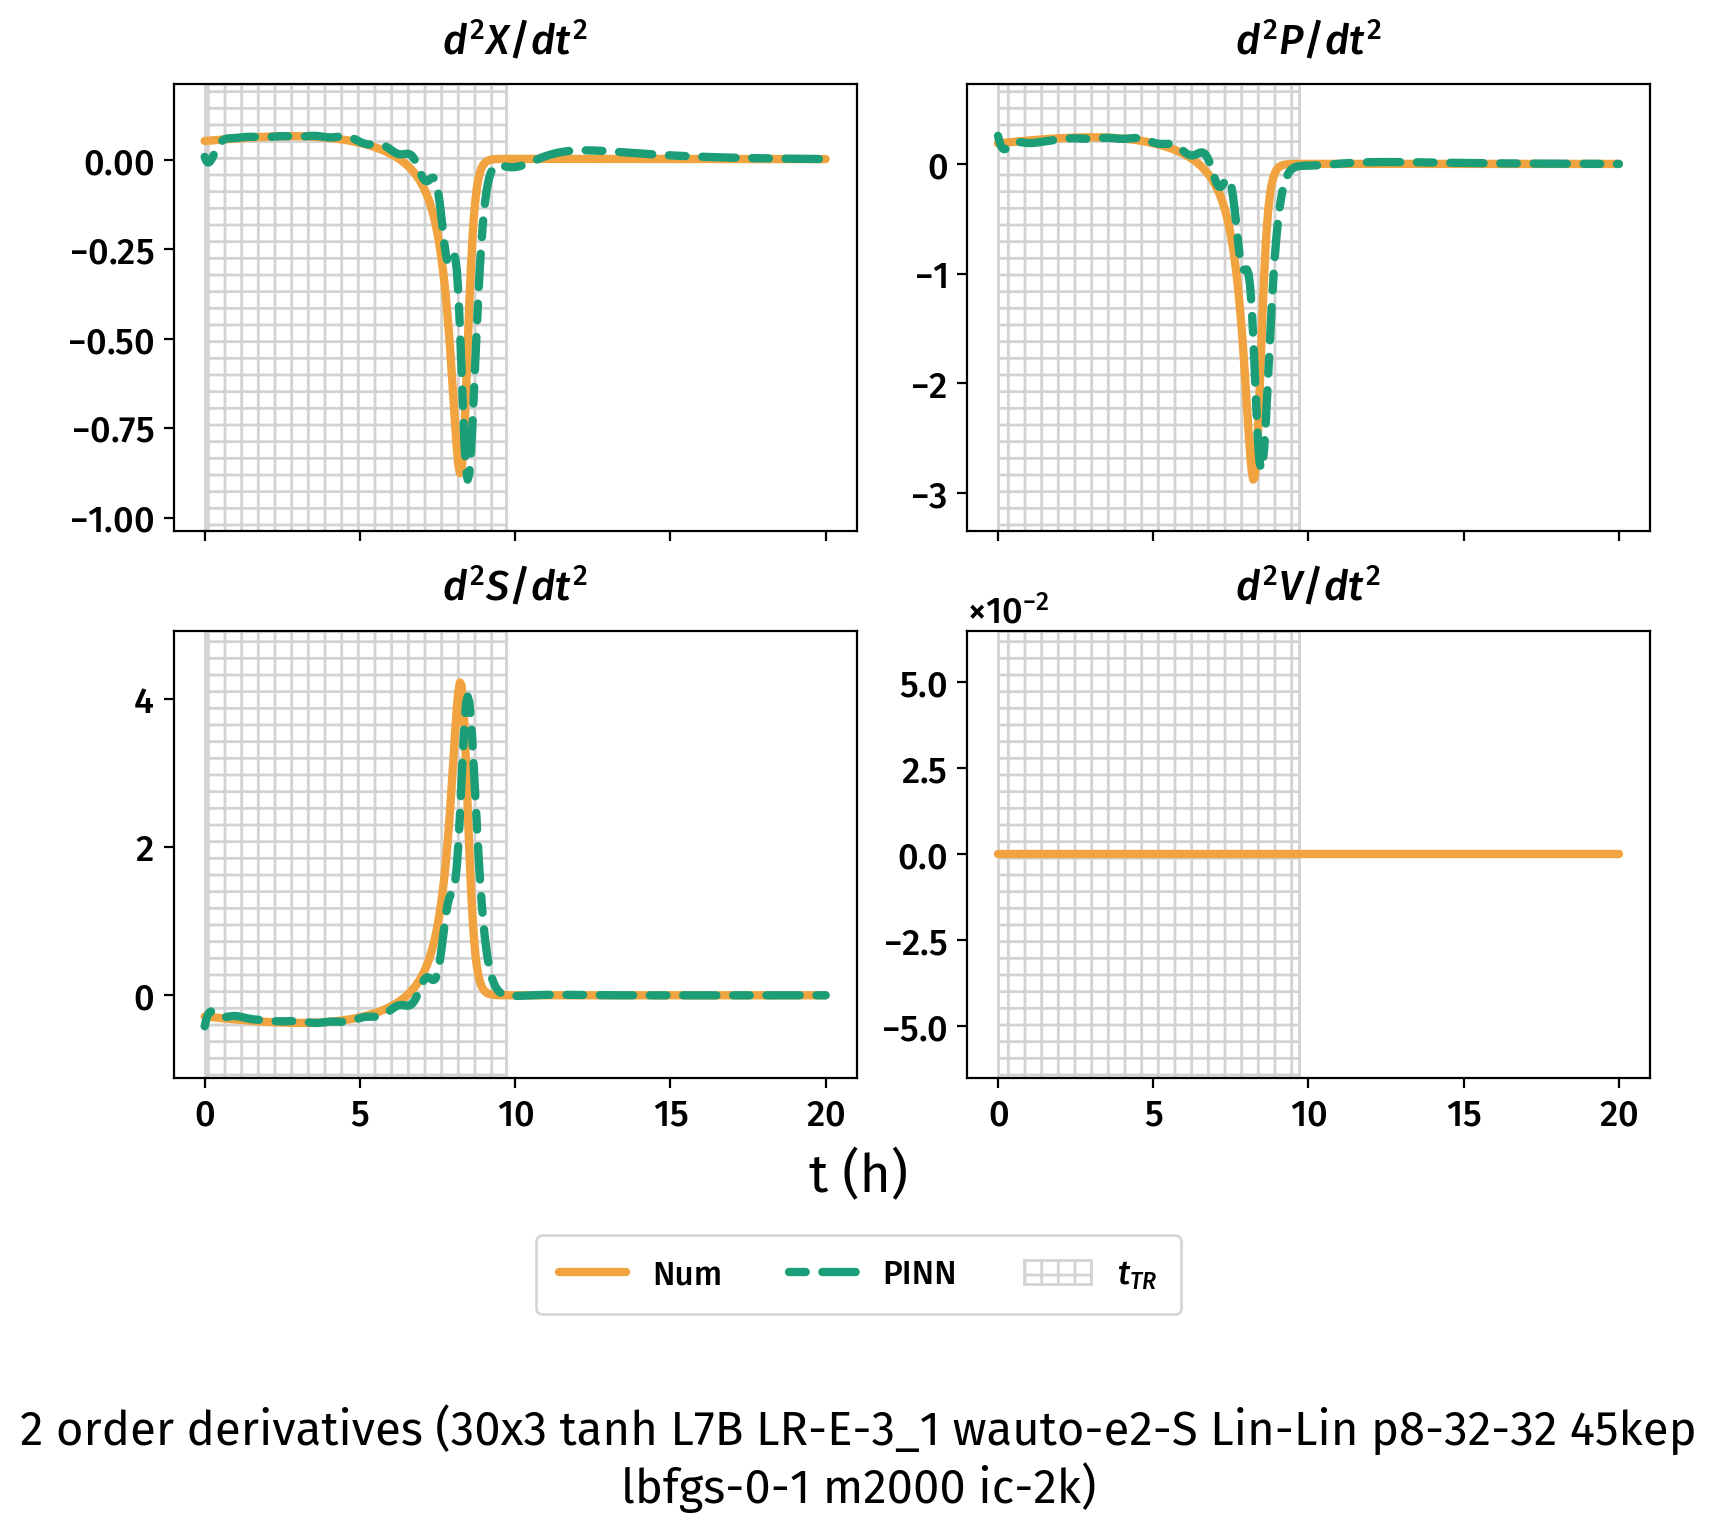 d²X/dt²
d²P/dt²
0.00
−0.25
−0.50
−0.75
−1.00
0
−1
−2
−3
d²S/dt²
d²V/dt²
×10⁻²
4
2
0
5.0
2.5
0.0
−2.5
−5.0
0 5 10 15 20
0 5 10 15 20
t (h)
Num PINN t_TR
2 order derivatives (30x3 tanh L7B LR-E-3_1 wauto-e2-S Lin-Lin p8-32-32 45kep
lbfgs-0-1 m2000 ic-2k)